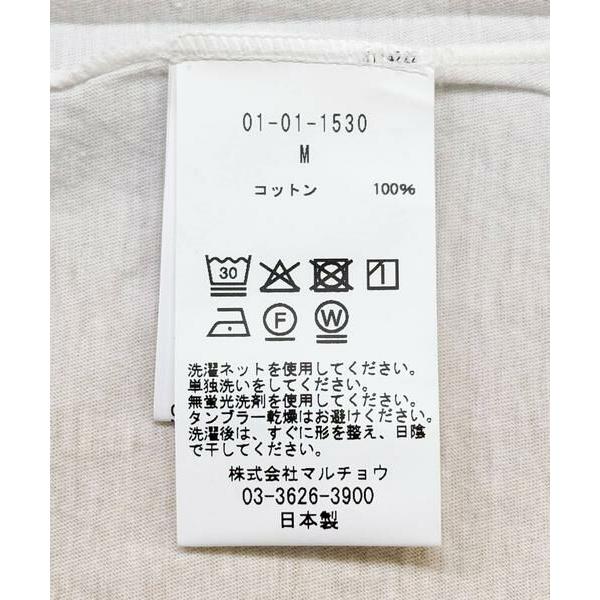 01-01-1530
M
コットン 100%
30
F W
洗濯ネットを使用してください。
単独洗いをしてください。
無蛍光洗剤を使用してください。
タンブラー乾燥はお避けください。
洗濯後は、すぐに形を整え、日陰
で干してください。
株式会社マルチョウ
03-3626-3900
日本製